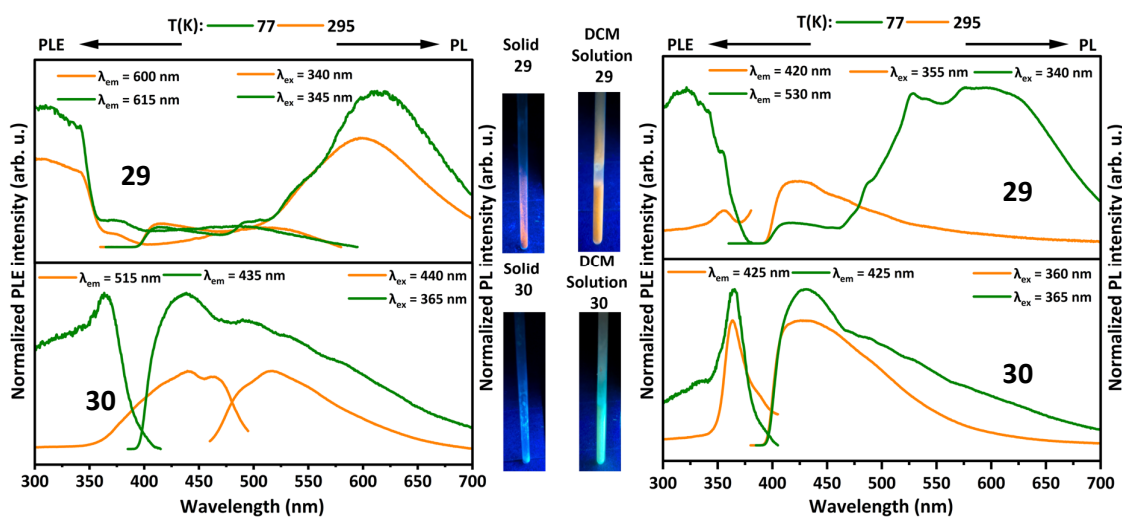 T(K): 77 295
PLE PL
λem = 600 nm λex = 340 nm
λem = 615 nm λex = 345 nm
29
λem = 515 nm λem = 435 nm λex = 440 nm
λex = 365 nm
30
300 350 400 450 500 550 600 650 700
Wavelength (nm)
Normalized PLE intensity (arb. u.)
Normalized PL intensity (arb. u.)
Solid
29
DCM
Solution
29
Solid
30
DCM
Solution
30
T(K): 77 295
PLE PL
λem = 420 nm λex = 355 nm λex = 340 nm
λem = 530 nm
29
λem = 425 nm λem = 425 nm λex = 360 nm
λex = 365 nm
30
300 350 400 450 500 550 600 650 700
Wavelength (nm)
Normalized PLE intensity (arb. u.)
Normalized PL intensity (arb. u.)